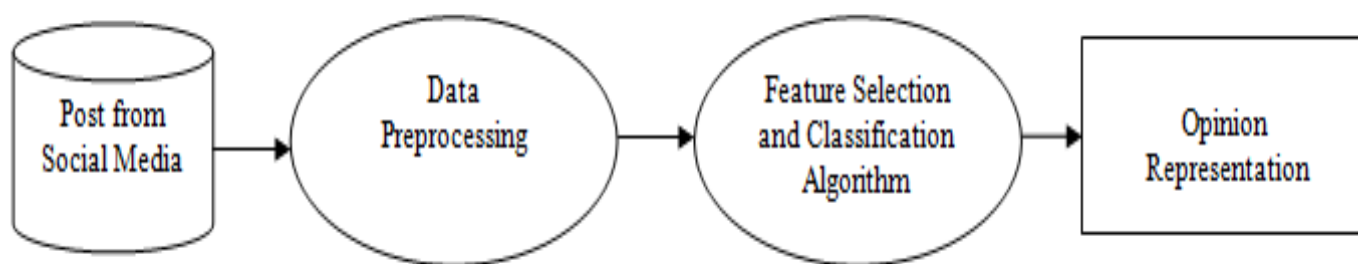 Post from
Social Media
Data
Preprocessing
Feature Selection
and Classification
Algorithm
Opinion
Representation